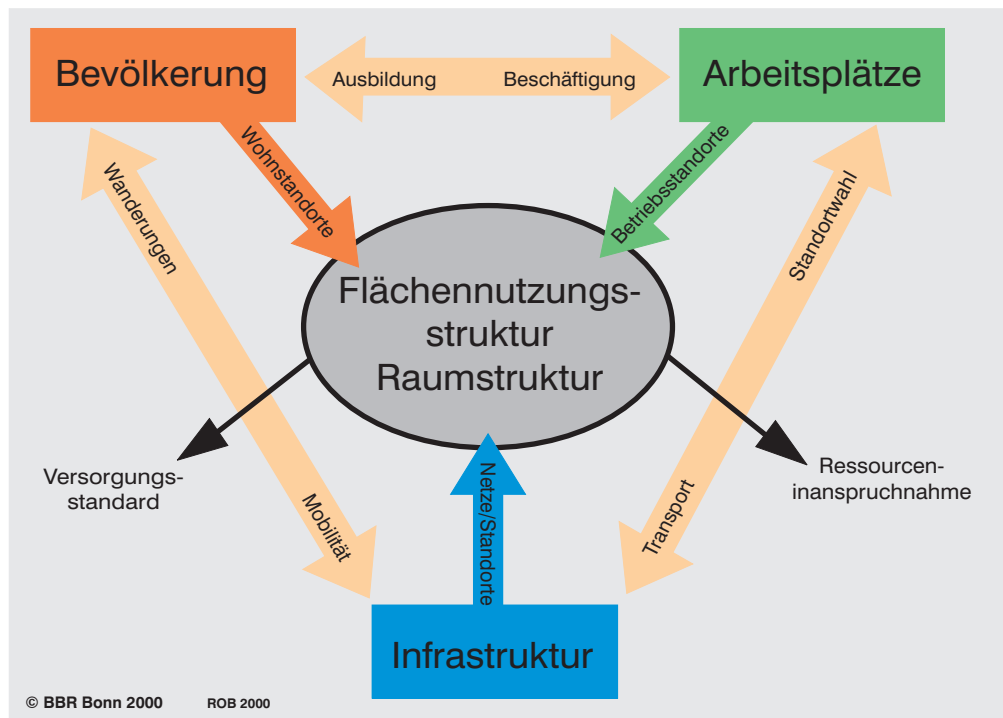 Bevölkerung
Ausbildung
Beschäftigung
Arbeitsplätze
Wohnstandorte
Betriebsstandorte
Wanderungen
Standortwahl
Flächennutzungs-
struktur
Raumstruktur
Versorgungs-
standard
Ressourcen-
inanspruchnahme
Mobilität
Netze/Standorte
Transport
Infrastruktur
© BBR Bonn 2000
ROB 2000